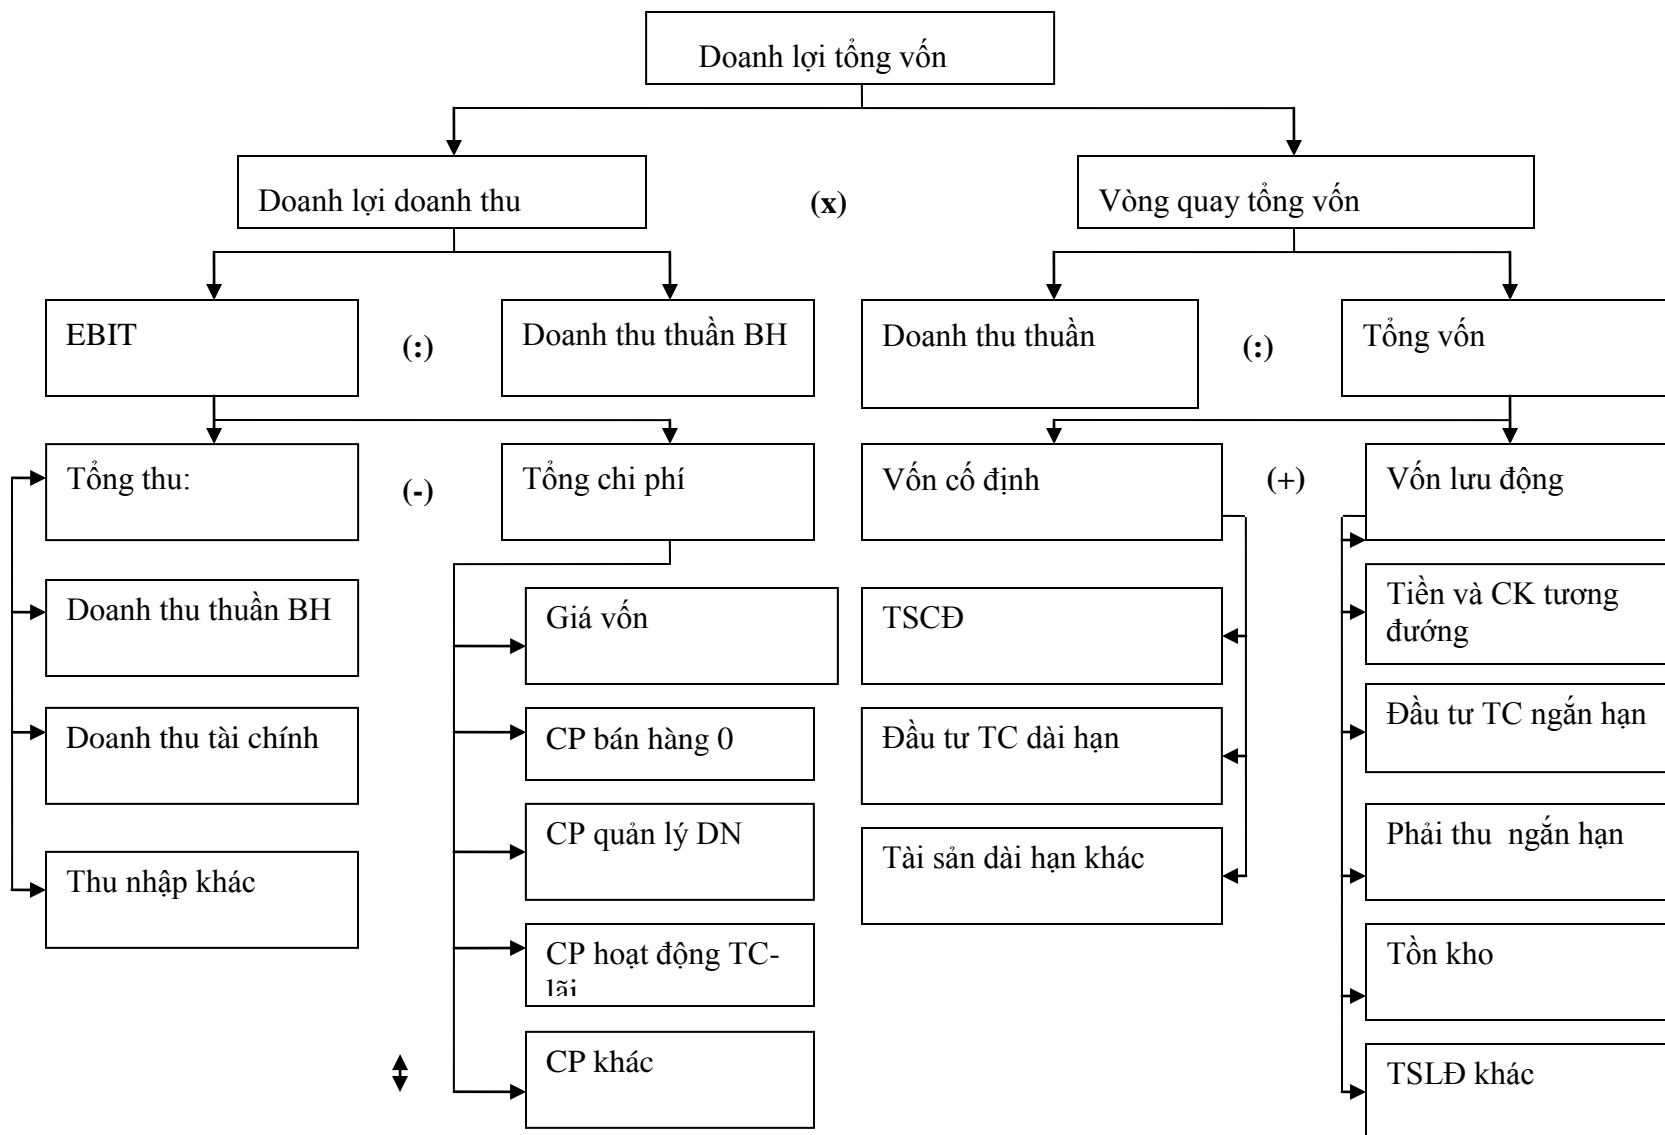 Doanh lợi tổng vốn
Doanh lợi doanh thu
(x)
Vòng quay tổng vốn
EBIT
(:)
Doanh thu thuần BH
Doanh thu thuần
(:)
Tổng vốn
Tổng thu:
(-)
Tổng chi phí
Vốn cố định
(+)
Vốn lưu động
Doanh thu thuần BH
Giá vốn
TSCĐ
Tiền và CK tương
đướng
Doanh thu tài chính
CP bán hàng 0
Đầu tư TC dài hạn
Đầu tư TC ngắn hạn
Thu nhập khác
CP quản lý DN
Tài sản dài hạn khác
Phải thu  ngắn hạn
CP hoạt động TC-
lãi
Tồn kho
CP khác
TSLĐ khác